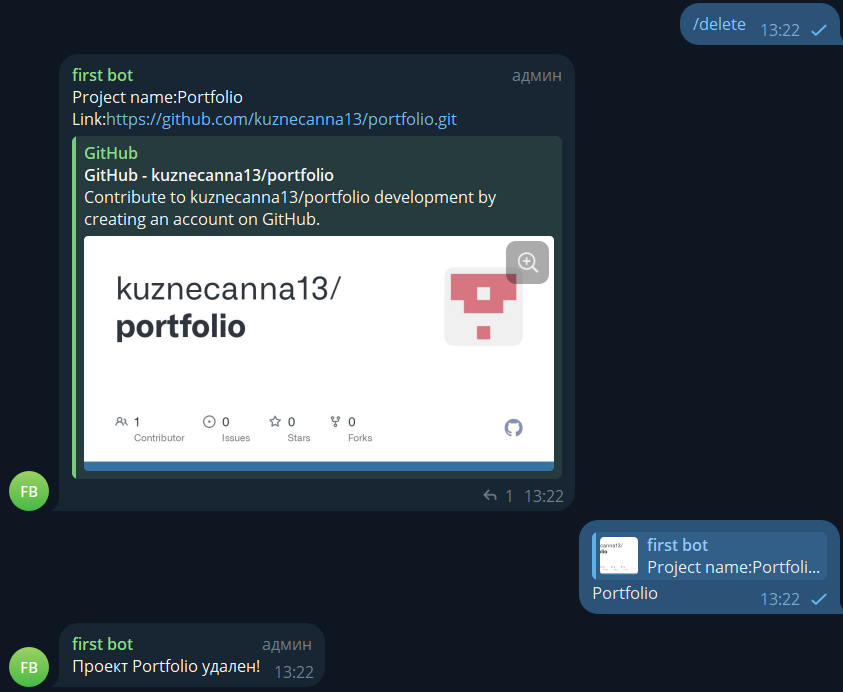 /delete 13:22
first bot админ
Project name:Portfolio
Link:https://github.com/kuznecanna13/portfolio.git
GitHub
GitHub - kuznecanna13/portfolio
Contribute to kuznecanna13/portfolio development by
creating an account on GitHub.
kuznecanna13/
portfolio
1 0 0 0
Contributor Issues Stars Forks
FB
1 13:22
first bot
Project name:Portfoli...
Portfolio 13:22
first bot админ
FB
Проект Portfolio удален! 13:22